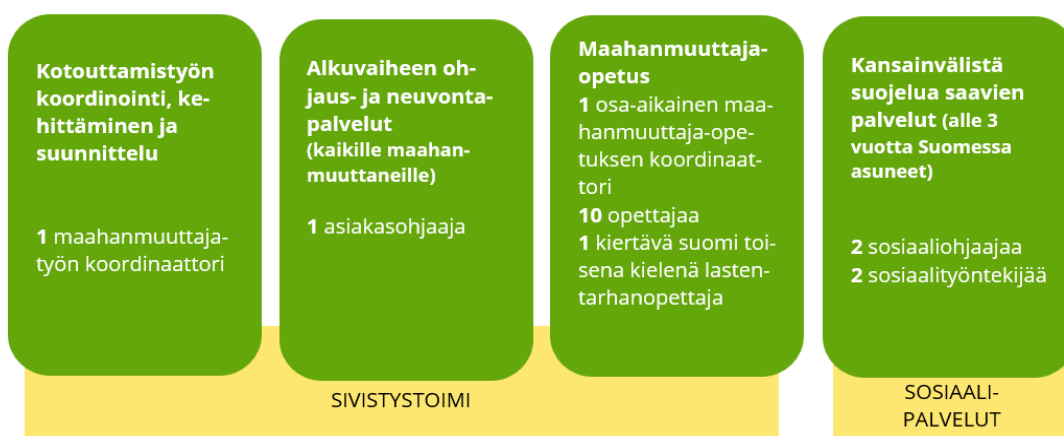 Kotouttamistyön
koordinointi, ke-
hittäminen ja
suunnittelu
1 maahanmuuttaja-
työn koordinaattori
Alkuvaiheen oh-
jaus- ja neuvonta-
palvelut
(kaikille maahan-
muuttaneille)
1 asiakasohjaaja
Maahanmuuttaja-
opetus
1 osa-aikainen maa-
hanmuuttaja-ope-
tuksen koordinaat-
tori
10 opettajaa
1 kiertävä suomi toi-
sena kielenä lasten-
tarhanopettaja
Kansainvälistä
suojelua saavien
palvelut (alle 3
vuotta Suomessa
asuneet)
2 sosiaaliohjaajaa
2 sosiaalityöntekijää
SIVISTYSTOIMI
SOSIAALI-
PALVELUT